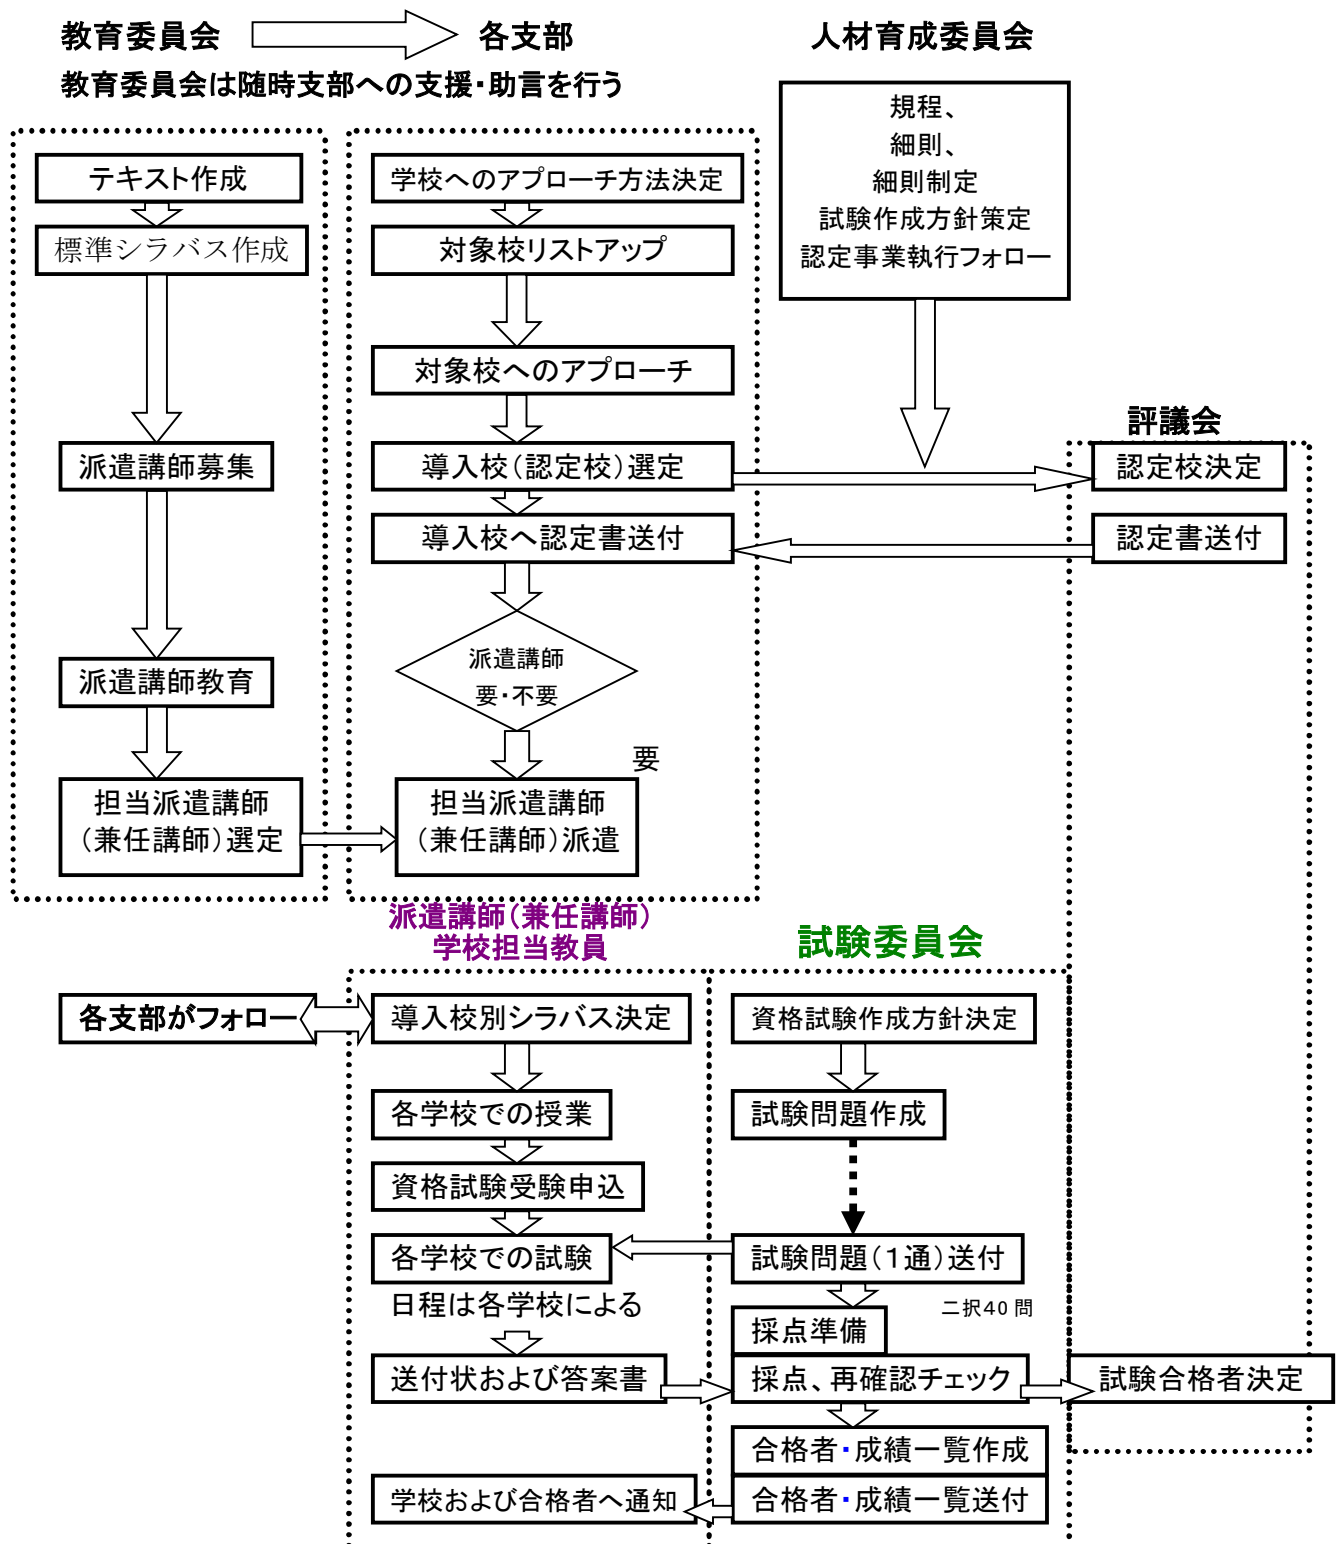 教育委員会
各支部
人材育成委員会
教育委員会は随時支部への支援・助言を行う
規程、
細則、
細則制定
試験作成方針策定
認定事業執行フォロー
テキスト作成
標準シラバス作成
派遣講師募集
派遣講師教育
担当派遣講師
（兼任講師）選定
学校へのアプローチ方法決定
対象校リストアップ
対象校へのアプローチ
導入校（認定校）選定
導入校へ認定書送付
派遣講師
要・不要
要
担当派遣講師
（兼任講師）派遣
評議会
認定校決定
認定書送付
派遣講師（兼任講師）
学校担当教員
試験委員会
各支部がフォロー
導入校別シラバス決定
各学校での授業
資格試験受験申込
各学校での試験
日程は各学校による
送付状および答案書
学校および合格者へ通知
資格試験作成方針決定
試験問題作成
試験問題（１通）送付
二択４０問
採点準備
採点、再確認チェック
合格者・成績一覧作成
合格者・成績一覧送付
試験合格者決定